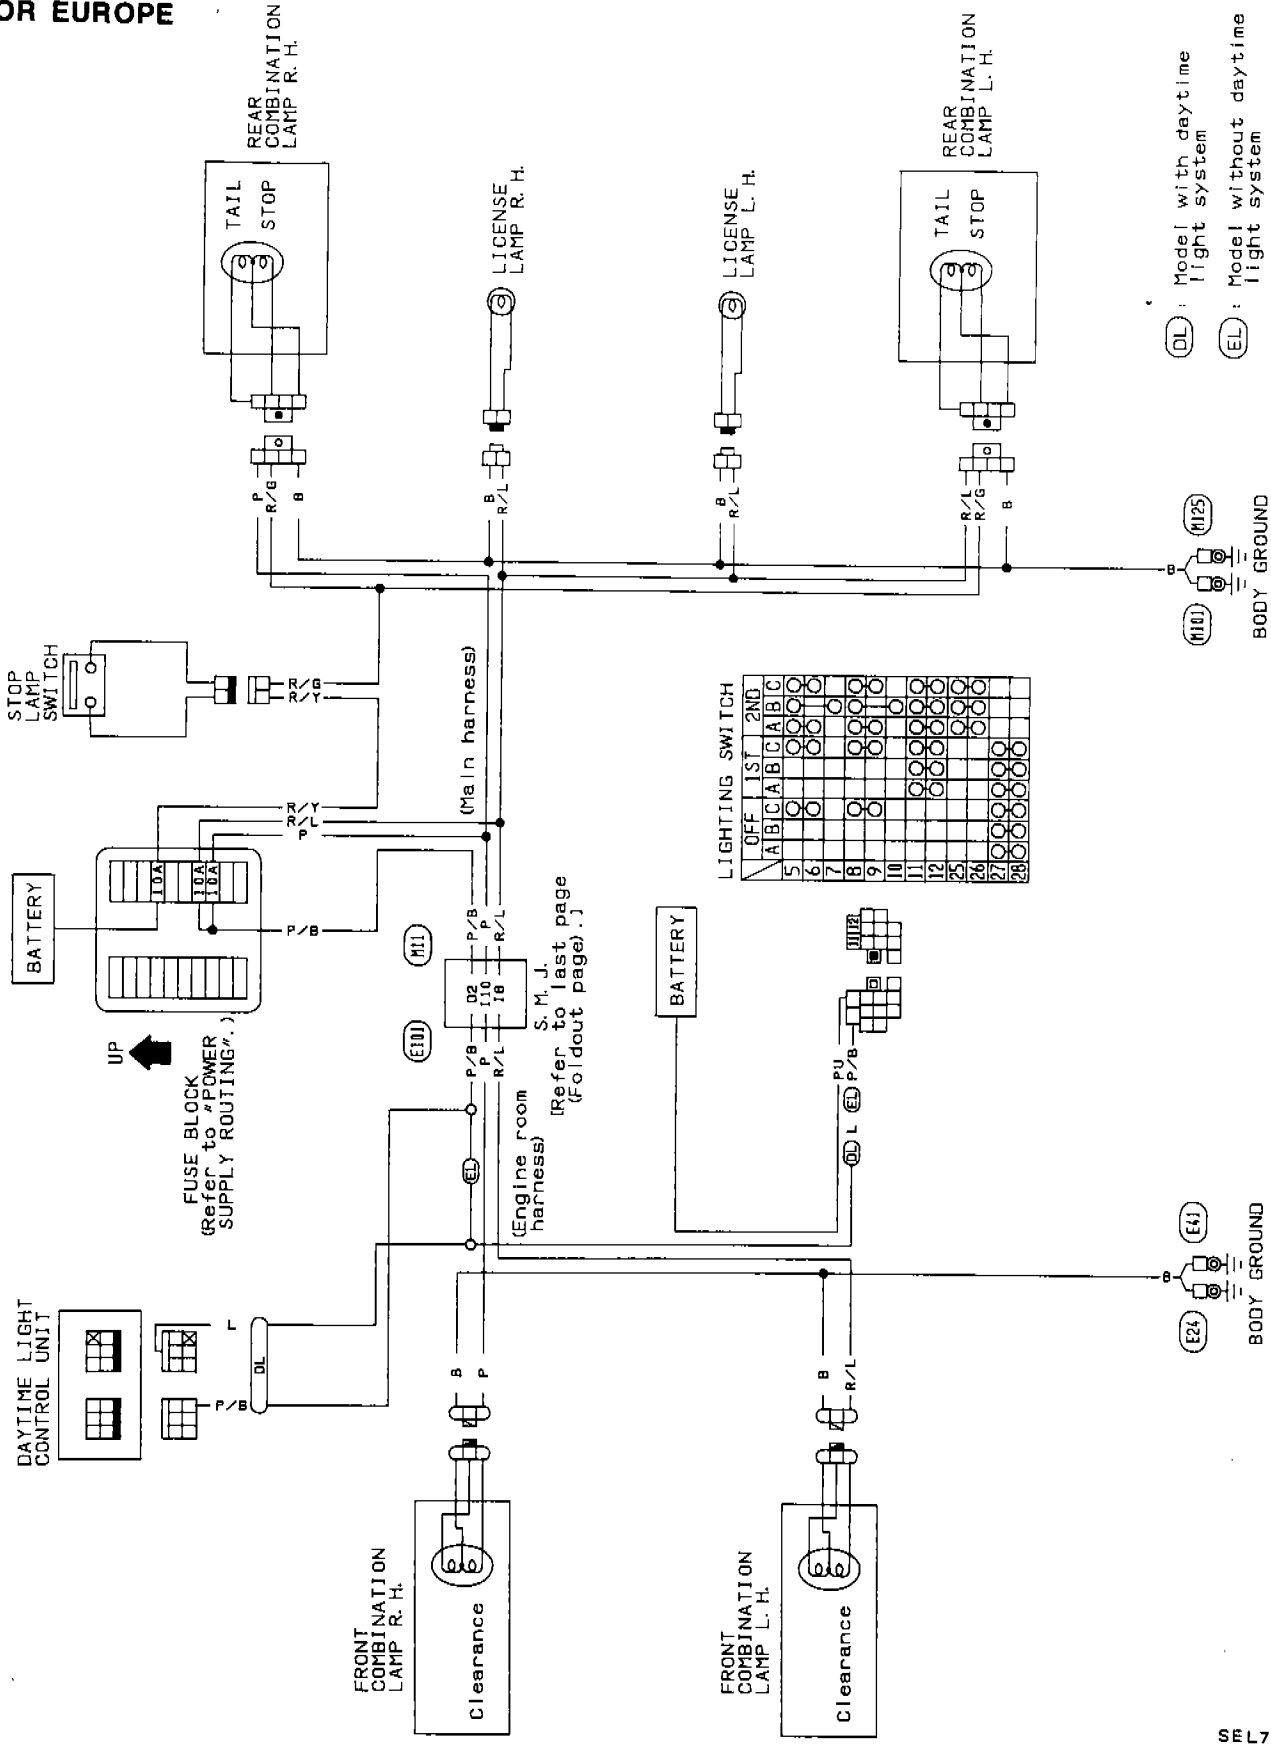 OR EUROPE
REAR
COMBINATION
LAMP R. H.
TAIL
STOP
LICENSE
LAMP R. H.
LICENSE
LAMP L. H.
REAR
COMBINATION
LAMP L. H.
TAIL
STOP
DL : Model with daytime
light system
EL : Model without daytime
light system
P
R/G
B
B
R/L
B
R/L
R/L
R/G
B
B
M101
M125
BODY GROUND
STOP
LAMP
SWITCH
R/G
R/Y
(Main harness)
BATTERY
10A
10A
10A
R/Y
R/L
P
P/B
UP
FUSE BLOCK
(Refer to "POWER
SUPPLY ROUTING".)
E101
M11
P/B
P
R/L
D2
I10
I8
P/B
P
R/L
S. M. J.
[Refer to last page
(Foldout page).]
(Engine room
harness)
EL
LIGHTING SWITCH
OFF 1ST 2ND
A B C A B C A B C
5
6
7
8
9
10
11
12
25
26
27
28
BATTERY
11 12
PU
EL P/B
DL L
DAYTIME LIGHT
CONTROL UNIT
L
P/B
DL
B
P
B
R/L
B
E24
E41
BODY GROUND
FRONT
COMBINATION
LAMP R. H.
Clearance
FRONT
COMBINATION
LAMP L. H.
Clearance
SEL7